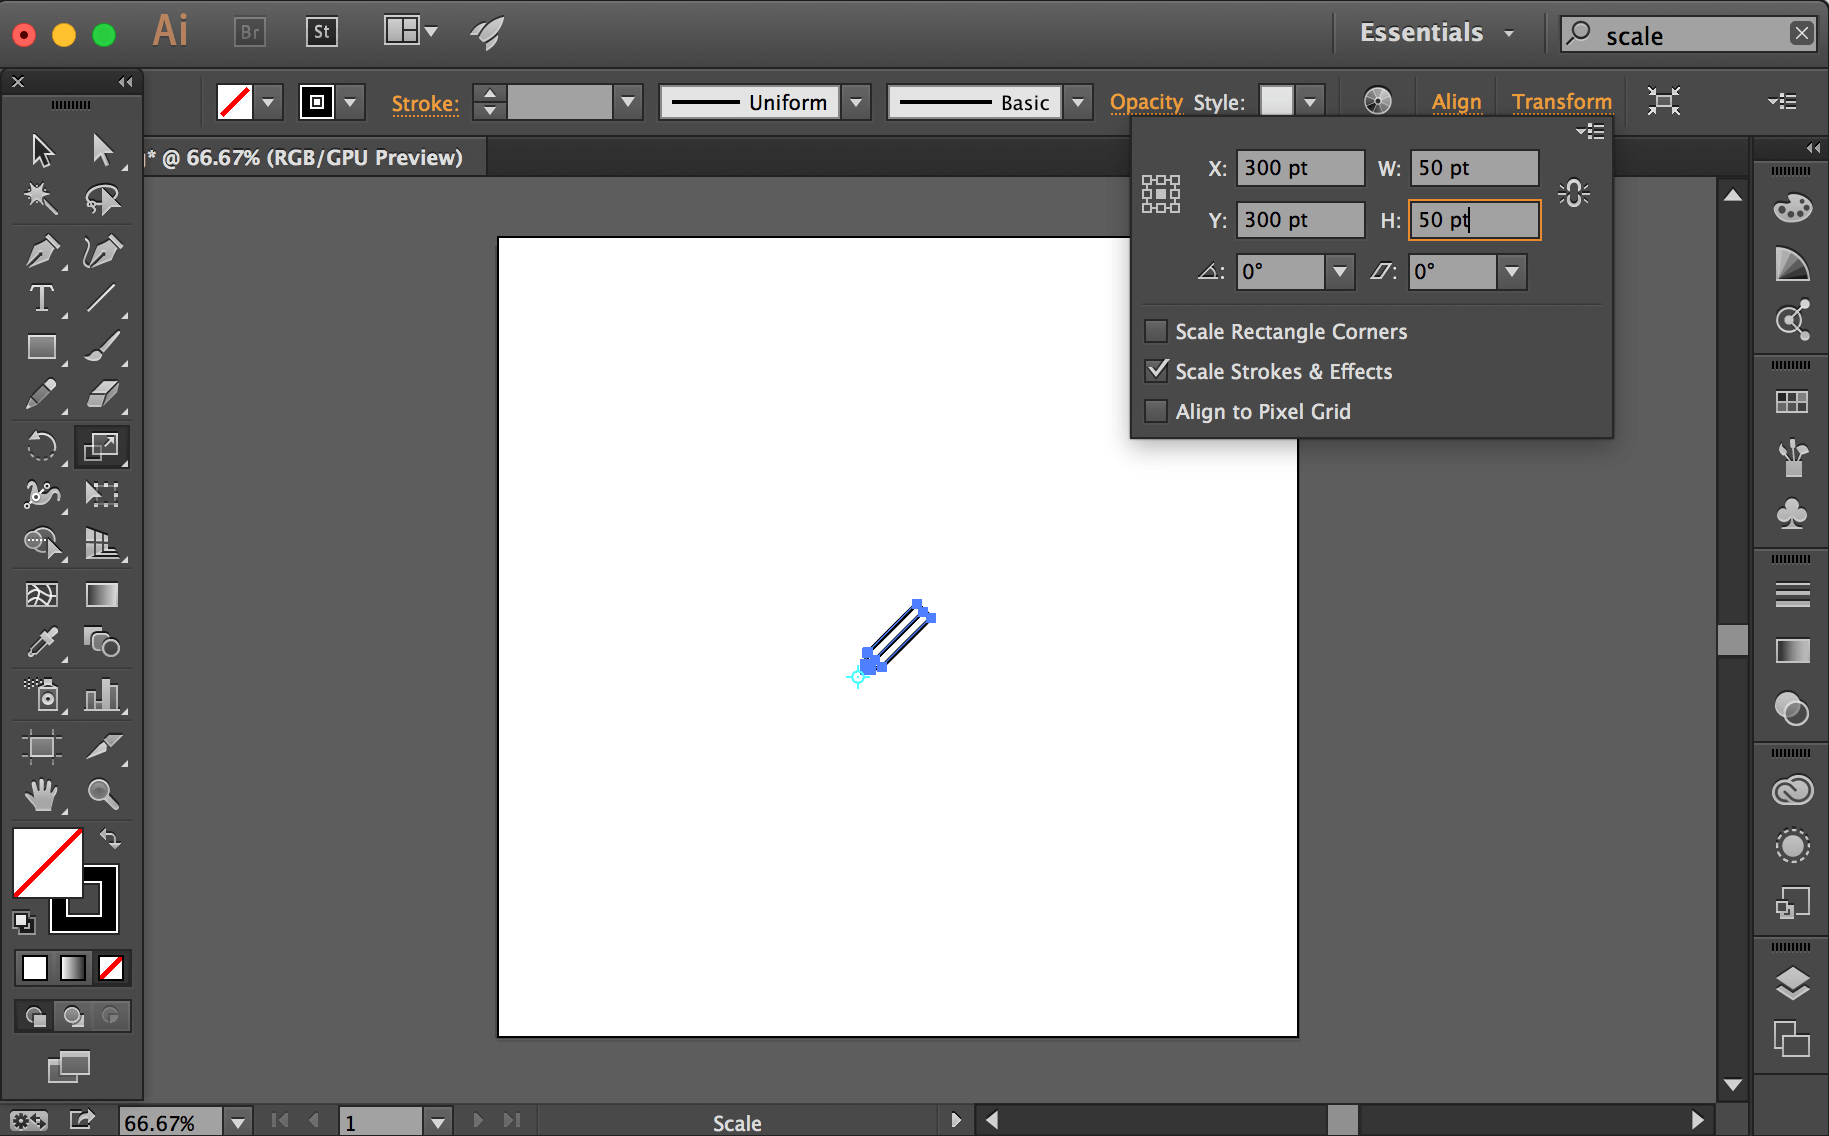 Ai Br St Essentials scale
Stroke: Uniform Basic Opacity Style: Align Transform
* @ 66.67% (RGB/GPU Preview)
X: 300 pt W: 50 pt
Y: 300 pt H: 50 pt
0° 0°
Scale Rectangle Corners
Scale Strokes & Effects
Align to Pixel Grid
T
66.67% 1 Scale